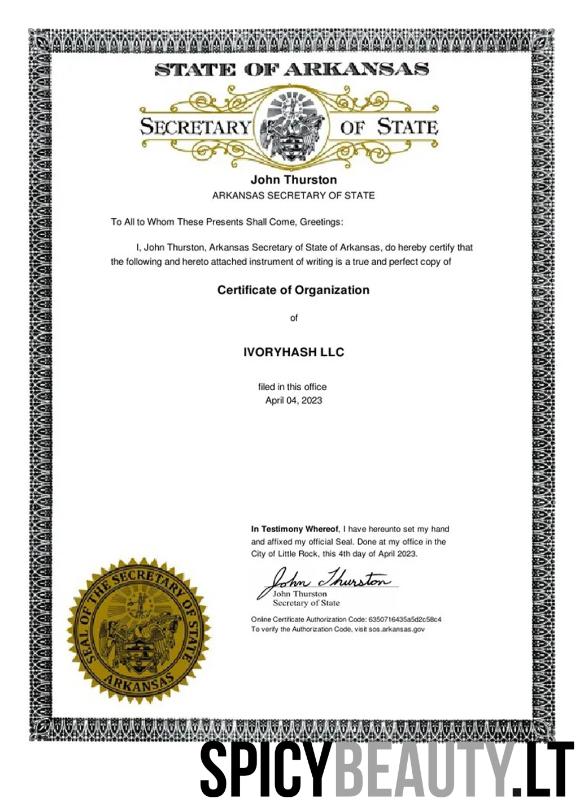 STATE OF ARKANSAS
SECRETARY OF STATE
John Thurston
ARKANSAS SECRETARY OF STATE
To All to Whom These Presents Shall Come, Greetings:
I, John Thurston, Arkansas Secretary of State of Arkansas, do hereby certify that
the following and hereto attached instrument of writing is a true and perfect copy of
Certificate of Organization
of
IVORYHASH LLC
filed in this office
April 04, 2023
In Testimony Whereof, I have hereunto set my hand
and affixed my official Seal. Done at my office in the
City of Little Rock, this 4th day of April 2023.
John Thurston
John Thurston
Secretary of State
Online Certificate Authorization Code: 6350716435a5d2c58c4
To verify the Authorization Code, visit sos.arkansas.gov
SEAL OF THE SECRETARY OF STATE
ARKANSAS
SPICYBEAUTY.LT